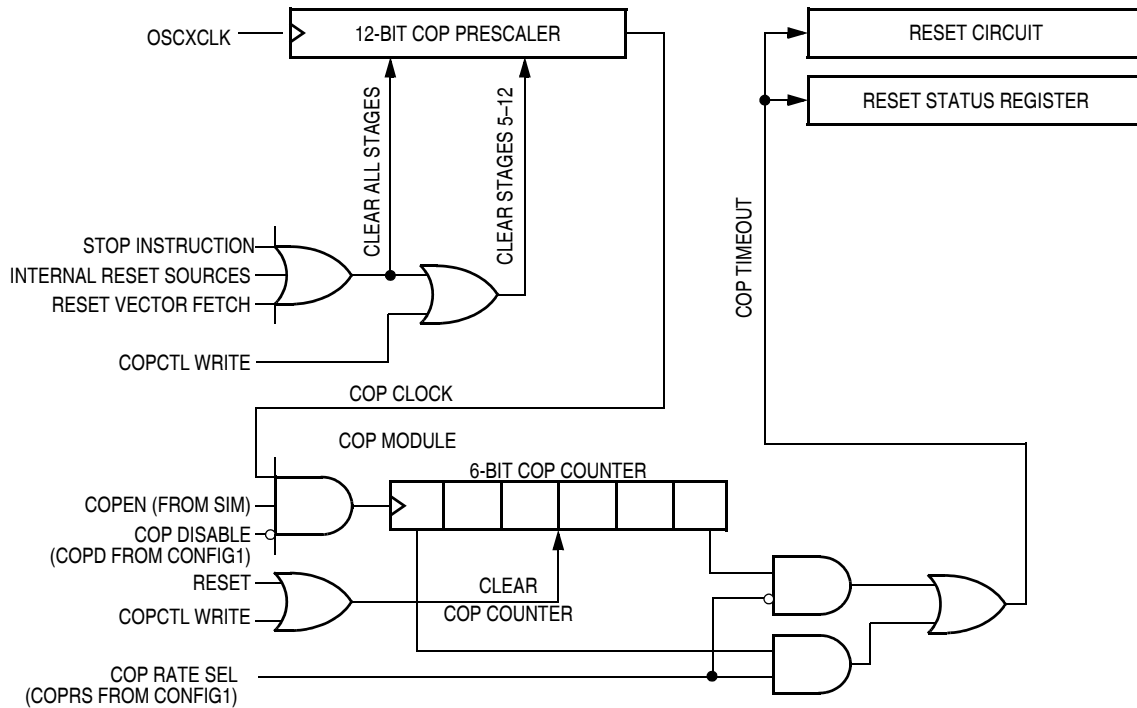 OSCXCLK
12-BIT COP PRESCALER
RESET CIRCUIT
RESET STATUS REGISTER
CLEAR ALL STAGES
CLEAR STAGES 5–12
STOP INSTRUCTION
INTERNAL RESET SOURCES
RESET VECTOR FETCH
COPCTL WRITE
COP TIMEOUT
COP CLOCK
COP MODULE
6-BIT COP COUNTER
COPEN (FROM SIM)
COP DISABLE
(COPD FROM CONFIG1)
RESET
COPCTL WRITE
CLEAR
COP COUNTER
COP RATE SEL
(COPRS FROM CONFIG1)